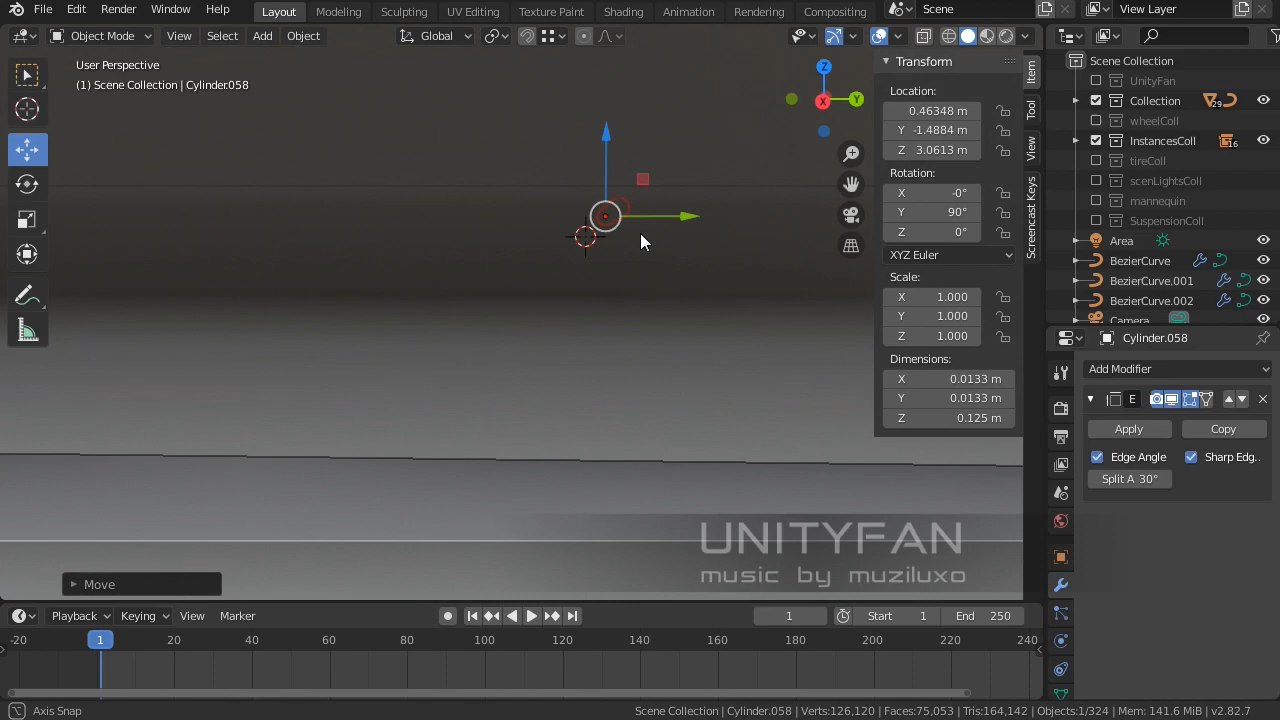 File Edit Render Window Help Layout Modeling Sculpting UV Editing Texture Paint Shading Animation Rendering Compositing Scene View Layer
Object Mode View Select Add Object Global
User Perspective
(1) Scene Collection | Cylinder.058
Z
Y
X
Transform
Location:
0.46348 m
Y -1.4884 m
Z 3.0613 m
Rotation:
X -0°
Y 90°
Z 0°
XYZ Euler
Scale:
X 1.000
Y 1.000
Z 1.000
Dimensions:
X 0.0133 m
Y 0.0133 m
Z 0.125 m
Item
Tool
View
Screencast Keys
Scene Collection
UnityFan
Collection 29
wheelColl
InstancesColl 16
tireColl
scenLightsColl
mannequin
SuspensionColl
Area
BezierCurve
BezierCurve.001
BezierCurve.002
Camera
Cylinder.058
Add Modifier
E
Apply Copy
Edge Angle Sharp Edg..
Split A 30°
UNITYFAN
music by muziluxo
Move
Playback Keying View Marker 1 Start 1 End 250
-20 1 20 40 60 80 100 120 140 160 180 200 220 240
Axis Snap
Scene Collection | Cylinder.058 | Verts:126,120 | Faces:75,053 | Tris:164,142 | Objects:1/324 | Mem: 141.6 MiB | v2.82.7